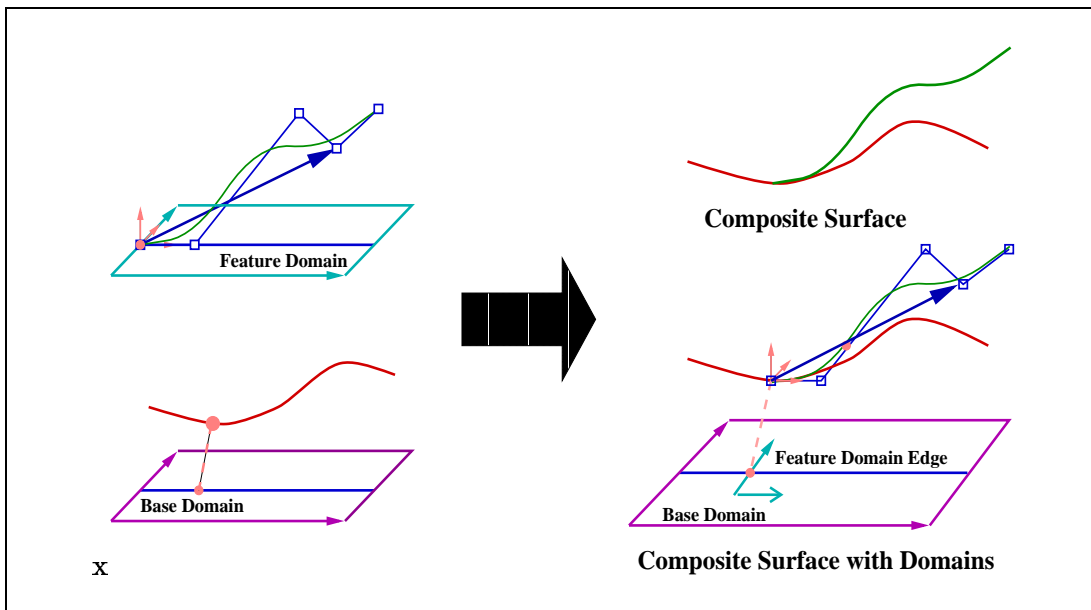 Feature Domain
Base Domain
x
Composite Surface
Feature Domain Edge
Base Domain
Composite Surface with Domains